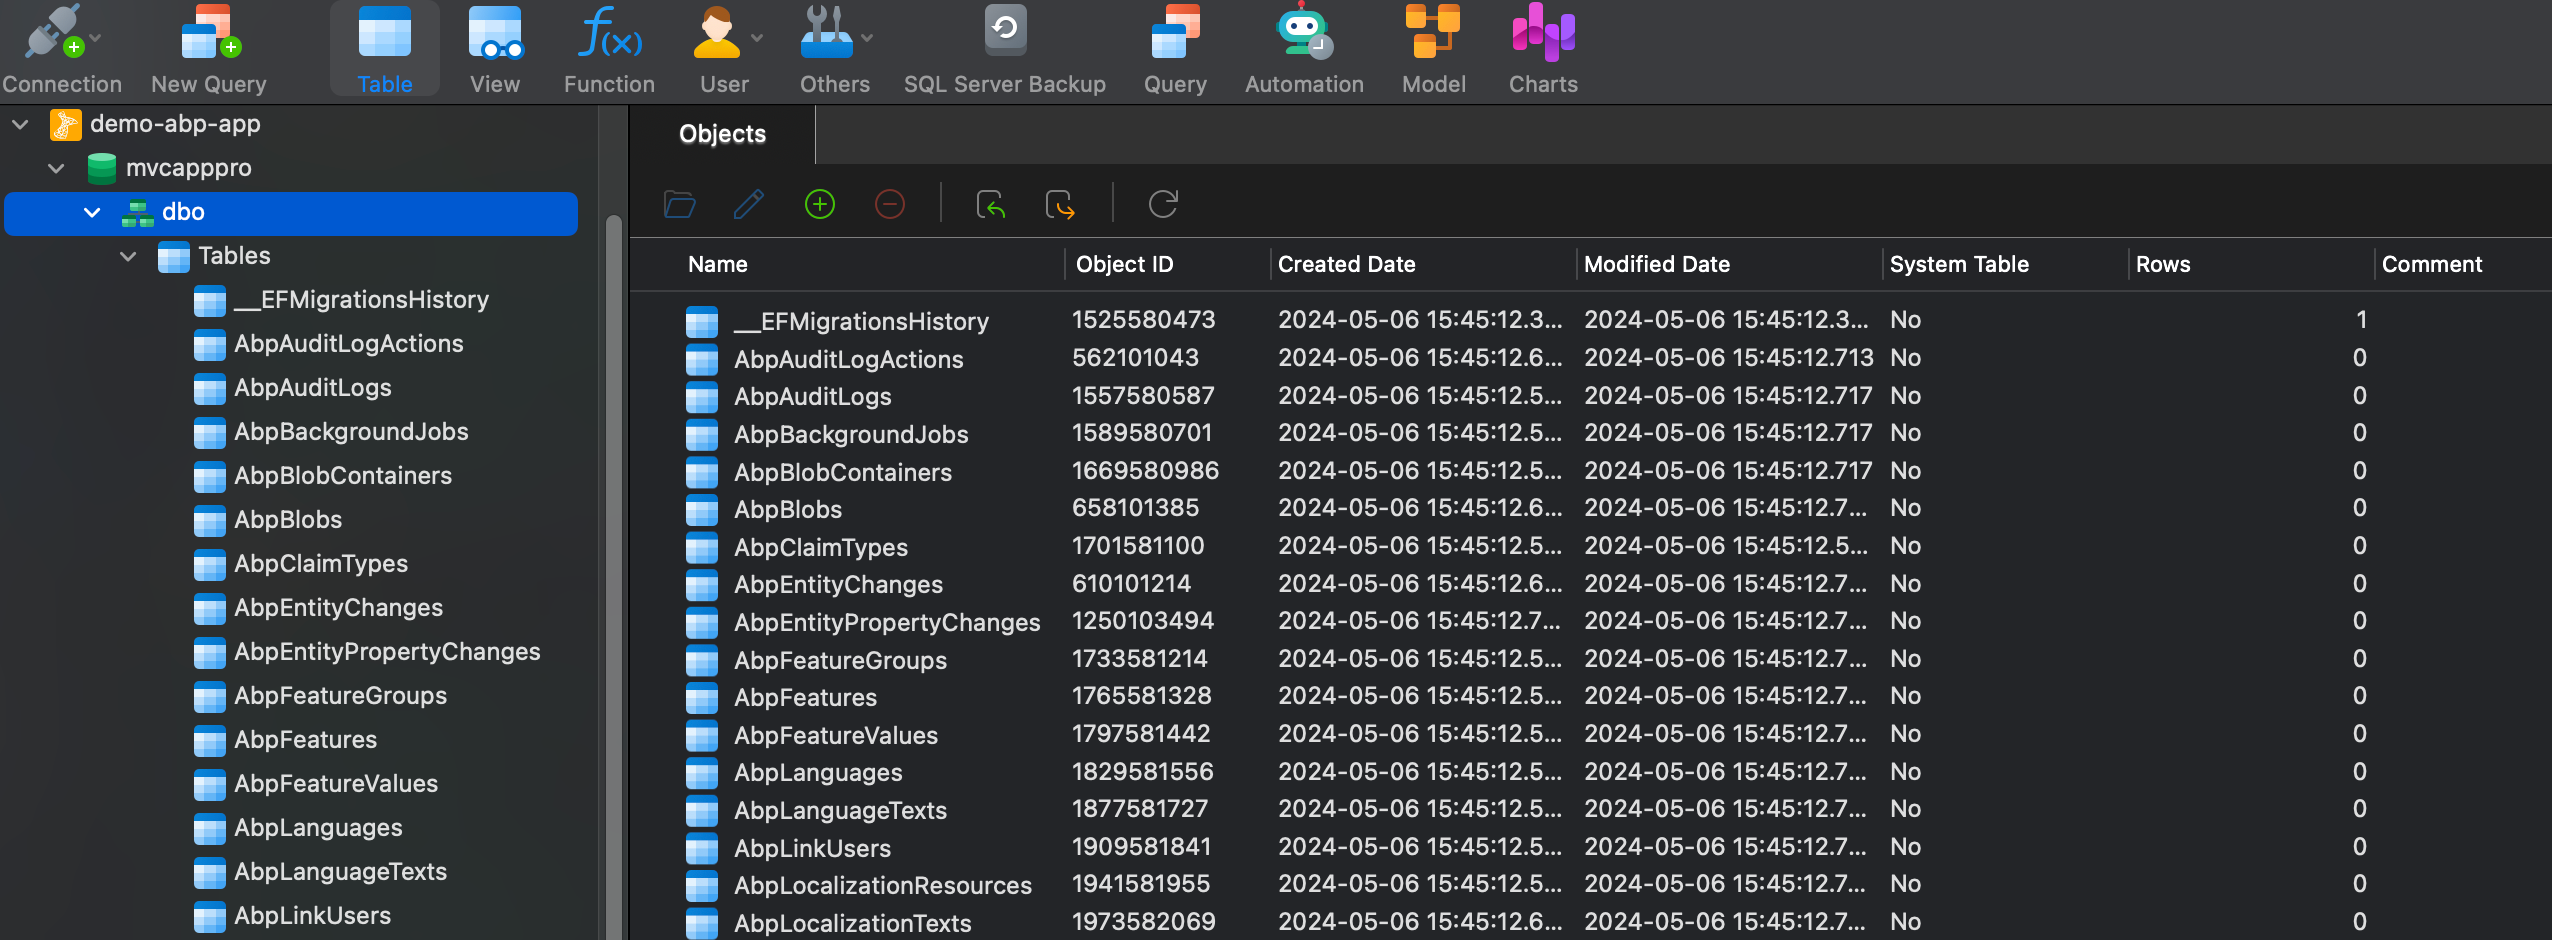 Connection New Query Table View Function User Others SQL Server Backup Query Automation Model Charts
demo-abp-app
mvcapppro
dbo
Tables
__EFMigrationsHistory
AbpAuditLogActions
AbpAuditLogs
AbpBackgroundJobs
AbpBlobContainers
AbpBlobs
AbpClaimTypes
AbpEntityChanges
AbpEntityPropertyChanges
AbpFeatureGroups
AbpFeatures
AbpFeatureValues
AbpLanguages
AbpLanguageTexts
AbpLinkUsers
Objects
Name Object ID Created Date Modified Date System Table Rows Comment
__EFMigrationsHistory 1525580473 2024-05-06 15:45:12.3... 2024-05-06 15:45:12.3... No 1
AbpAuditLogActions 562101043 2024-05-06 15:45:12.6... 2024-05-06 15:45:12.713 No 0
AbpAuditLogs 1557580587 2024-05-06 15:45:12.5... 2024-05-06 15:45:12.717 No 0
AbpBackgroundJobs 1589580701 2024-05-06 15:45:12.5... 2024-05-06 15:45:12.717 No 0
AbpBlobContainers 1669580986 2024-05-06 15:45:12.5... 2024-05-06 15:45:12.717 No 0
AbpBlobs 658101385 2024-05-06 15:45:12.6... 2024-05-06 15:45:12.7... No 0
AbpClaimTypes 1701581100 2024-05-06 15:45:12.5... 2024-05-06 15:45:12.5... No 0
AbpEntityChanges 610101214 2024-05-06 15:45:12.6... 2024-05-06 15:45:12.7... No 0
AbpEntityPropertyChanges 1250103494 2024-05-06 15:45:12.7... 2024-05-06 15:45:12.7... No 0
AbpFeatureGroups 1733581214 2024-05-06 15:45:12.5... 2024-05-06 15:45:12.7... No 0
AbpFeatures 1765581328 2024-05-06 15:45:12.5... 2024-05-06 15:45:12.7... No 0
AbpFeatureValues 1797581442 2024-05-06 15:45:12.5... 2024-05-06 15:45:12.7... No 0
AbpLanguages 1829581556 2024-05-06 15:45:12.5... 2024-05-06 15:45:12.7... No 0
AbpLanguageTexts 1877581727 2024-05-06 15:45:12.5... 2024-05-06 15:45:12.7... No 0
AbpLinkUsers 1909581841 2024-05-06 15:45:12.5... 2024-05-06 15:45:12.7... No 0
AbpLocalizationResources 1941581955 2024-05-06 15:45:12.5... 2024-05-06 15:45:12.7... No 0
AbpLocalizationTexts 1973582069 2024-05-06 15:45:12.6... 2024-05-06 15:45:12.7... No 0